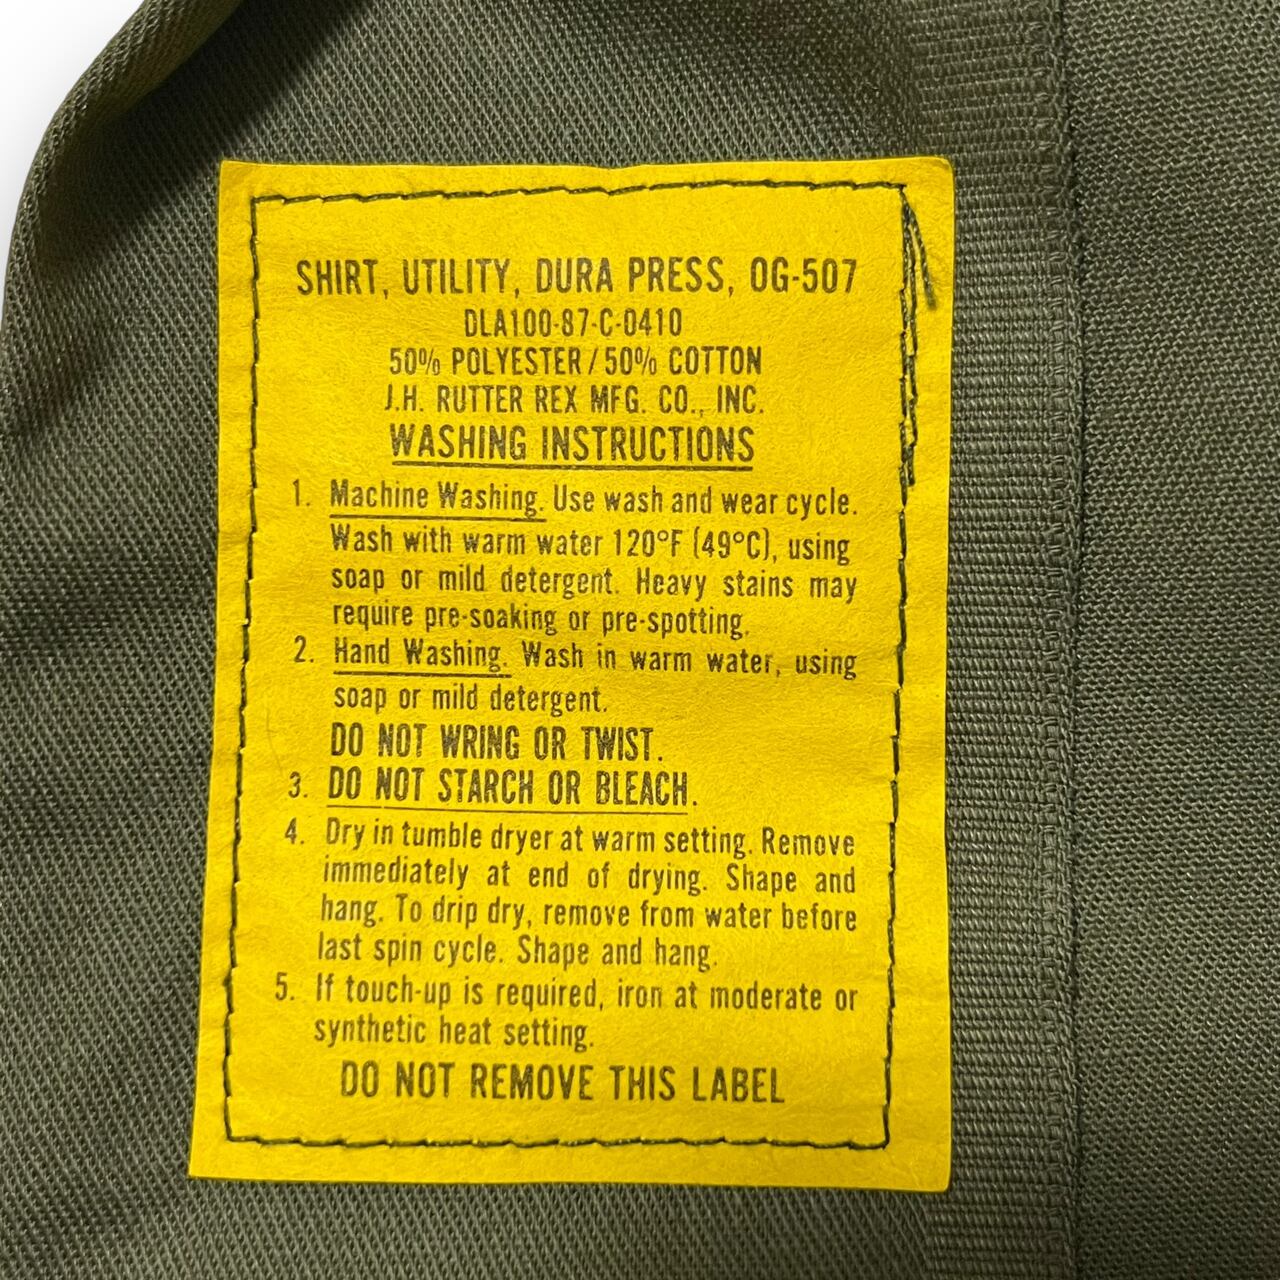 SHIRT, UTILITY, DURA PRESS, OG-507
DLA100-87-C-0410
50% POLYESTER / 50% COTTON
J.H. RUTTER REX MFG. CO., INC.
WASHING INSTRUCTIONS
1. Machine Washing. Use wash and wear cycle.
Wash with warm water 120°F (49°C), using
soap or mild detergent. Heavy stains may
require pre-soaking or pre-spotting.
2. Hand Washing. Wash in warm water, using
soap or mild detergent.
DO NOT WRING OR TWIST.
3. DO NOT STARCH OR BLEACH.
4. Dry in tumble dryer at warm setting. Remove
immediately at end of drying. Shape and
hang. To drip dry, remove from water before
last spin cycle. Shape and hang.
5. If touch-up is required, iron at moderate or
synthetic heat setting.
DO NOT REMOVE THIS LABEL